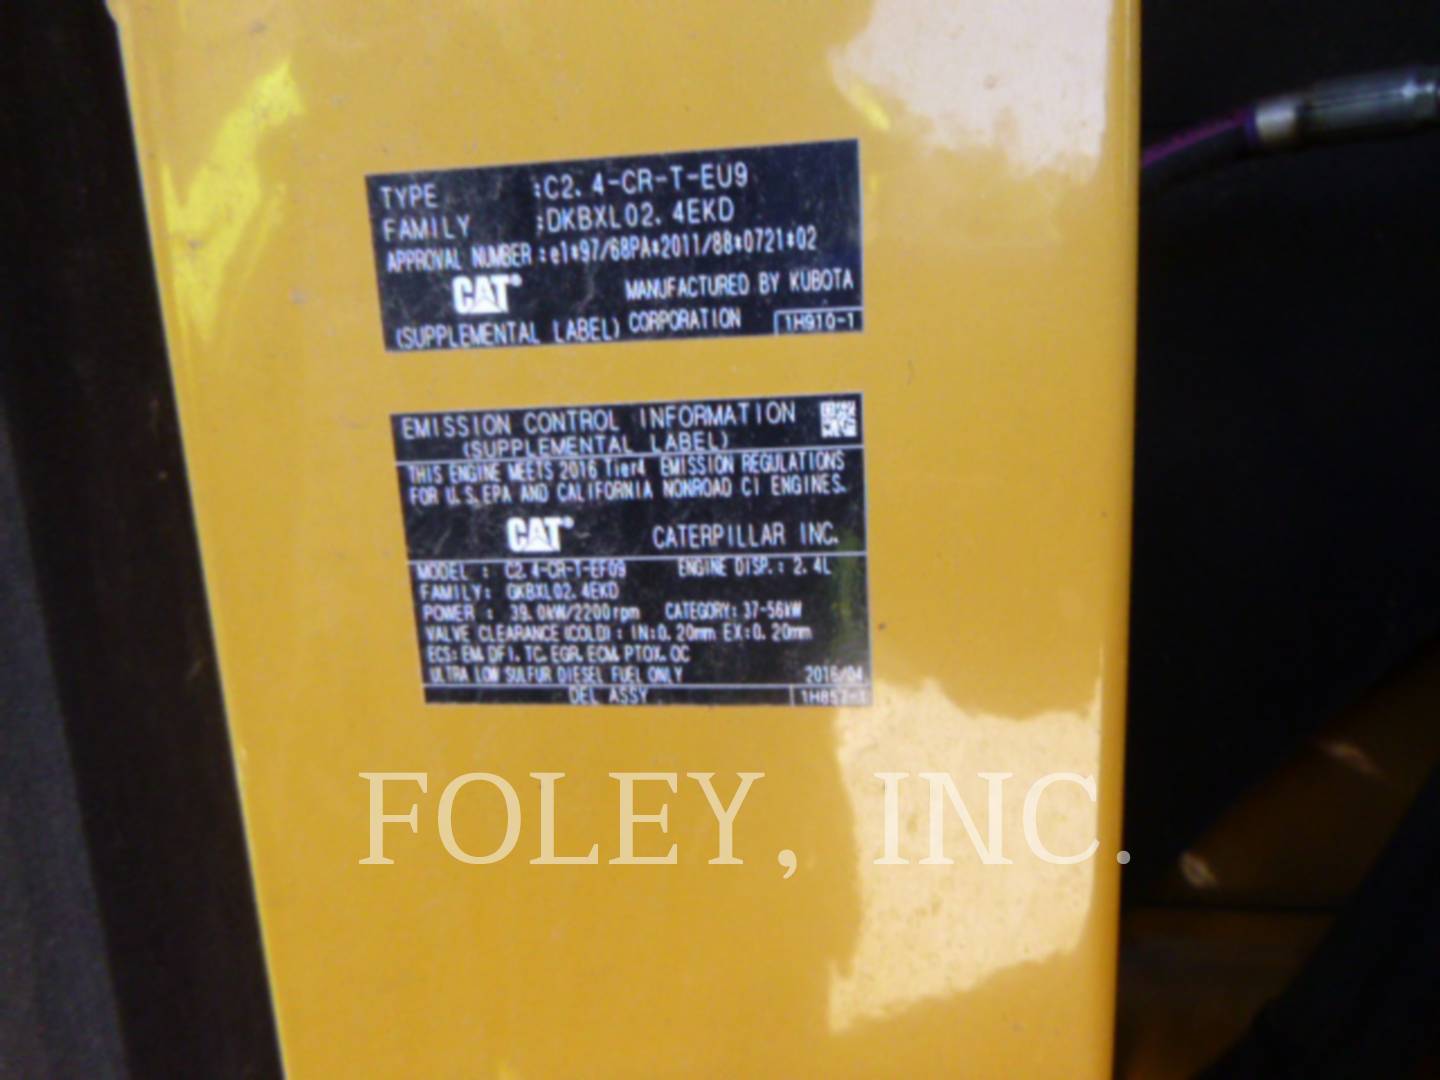 TYPE :C2.4-CR-T-EU9
FAMILY :DKBXL02.4EKD
APPROVAL NUMBER :e1*97/68PA*2011/88*0721*02
CAT® MANUFACTURED BY KUBOTA
(SUPPLEMENTAL LABEL) CORPORATION 1H910-1
EMISSION CONTROL INFORMATION
(SUPPLEMENTAL LABEL)
THIS ENGINE MEETS 2016 Tier4 EMISSION REGULATIONS
FOR U.S.EPA AND CALIFORNIA NONROAD CI ENGINES.
CAT® CATERPILLAR INC.
MODEL : C2.4-CR-T-EF09 ENGINE DISP.: 2.4L
FAMILY: GKBXL02.4EKD
POWER : 39.0kW/2200rpm CATEGORY: 37-56kW
VALVE CLEARANCE(COLD) : IN:0.20mm EX:0.20mm
ECS: EM, DFI, TC, EGR, ECM, PTOX, OC
ULTRA LOW SULFUR DIESEL FUEL ONLY 2016/04
DEL ASSY 1H857-1
FOLEY, INC.